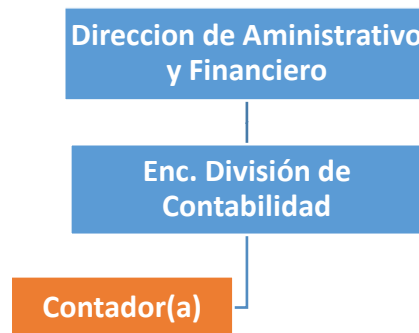 Direccion de Aministrativo
y Financiero
Enc. División de
Contabilidad
Contador(a)